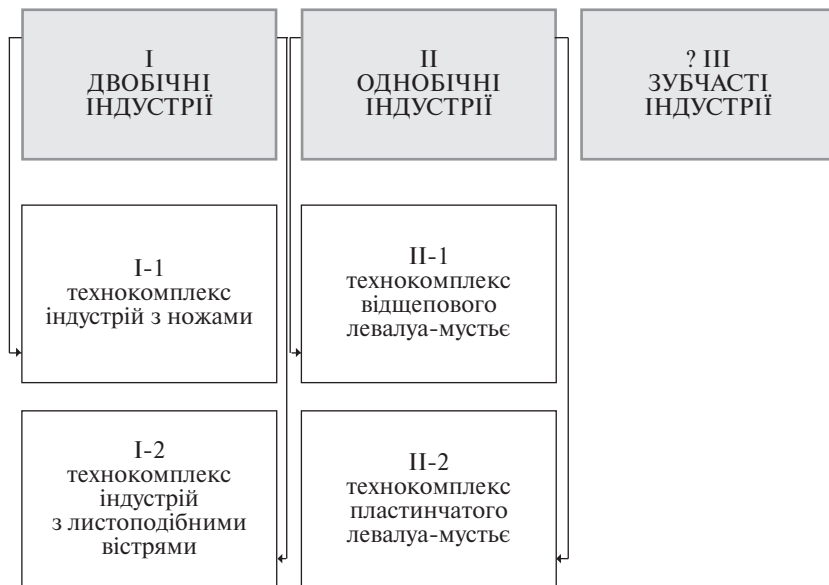 I
ДВОБІЧНІ
ІНДУСТРІЇ
II
ОДНОБІЧНІ
ІНДУСТРІЇ
? III
ЗУБЧАСТІ
ІНДУСТРІЇ
I-1
технокомплекс
індустрій з ножами
II-1
технокомплекс
відщепового
левалуа-мустьє
I-2
технокомплекс
індустрій
з листоподібними
вістрями
II-2
технокомплекс
пластинчатого
левалуа-мустьє